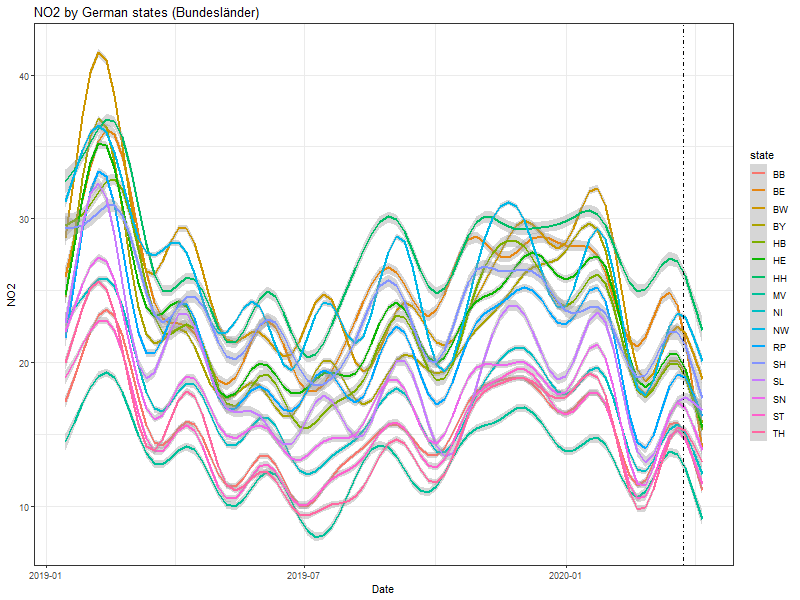 NO2 by German states (Bundesländer)
40
30
20
10
NO2
2019-01
2019-07
2020-01
Date
state
BB
BE
BW
BY
HB
HE
HH
MV
NI
NW
RP
SH
SL
SN
ST
TH